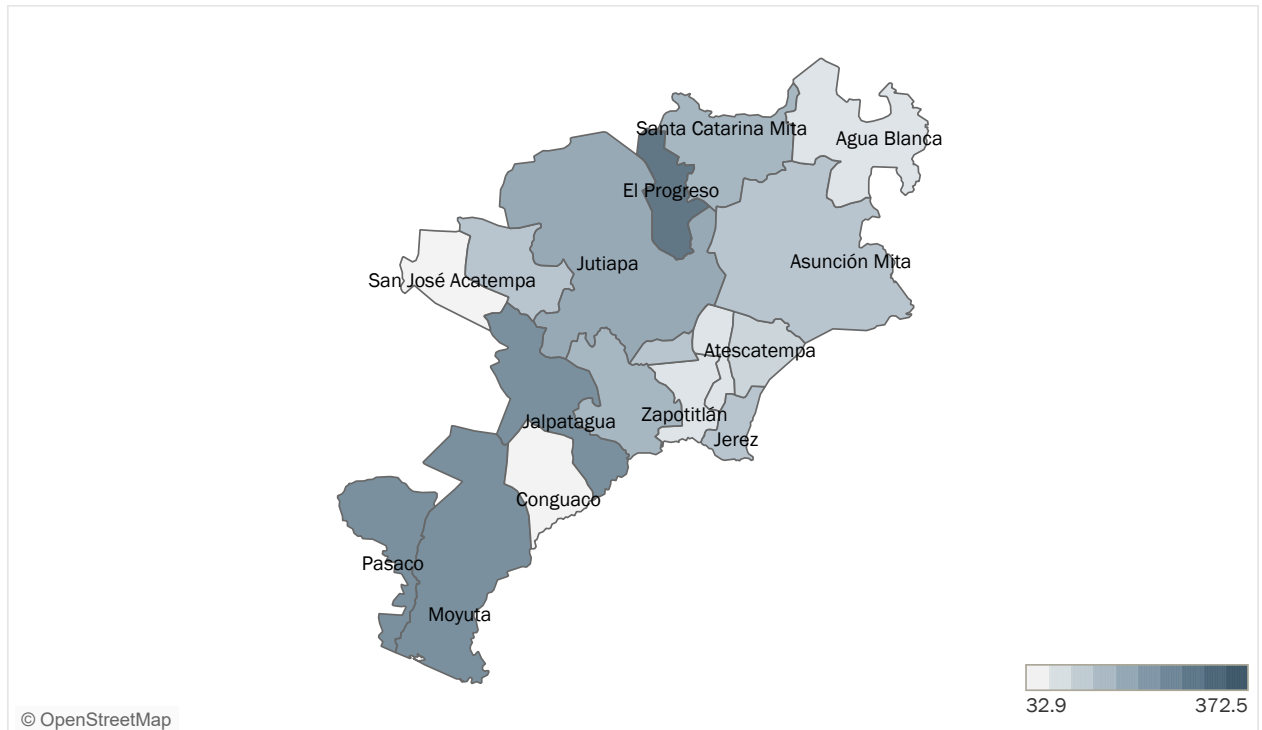 Santa Catarina Mita
Agua Blanca
El Progreso
Asunción Mita
Jutiapa
San José Acatempa
Atescatempa
Zapotitlán
Jalpatagua
Jerez
Conguaco
Pasaco
Moyuta
32.9
372.5
© OpenStreetMap